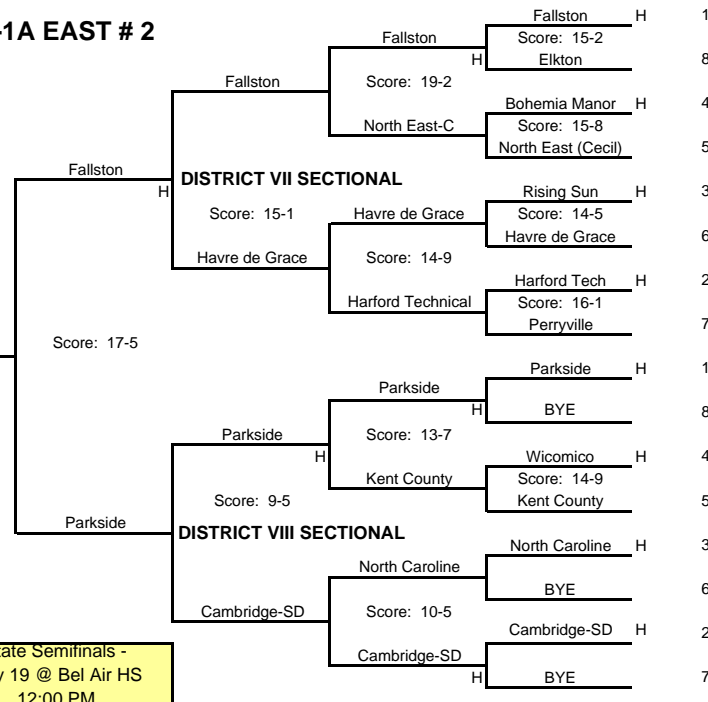 -1A EAST # 2
Fallston H 1
Score: 15-2
Elkton 8
Fallston
H
Score: 19-2
Bohemia Manor H 4
Score: 15-8
North East (Cecil) 5
North East-C
Fallston
Fallston
H
DISTRICT VII SECTIONAL
Score: 15-1
Rising Sun H 3
Score: 14-5
Havre de Grace 6
Havre de Grace
Score: 14-9
Havre de Grace
Harford Tech H 2
Score: 16-1
Perryville 7
Harford Technical
Score: 17-5
Parkside H 1
BYE 8
Parkside
H
Score: 13-7
Parkside
H
Wicomico H 4
Score: 14-9
Kent County 5
Kent County
Score: 9-5
Parkside
DISTRICT VIII SECTIONAL
North Caroline H 3
BYE 6
North Caroline
Score: 10-5
Cambridge-SD
Cambridge-SD H 2
BYE 7
Cambridge-SD
H
tate Semifinals -
y 19 @ Bel Air HS
12:00 PM